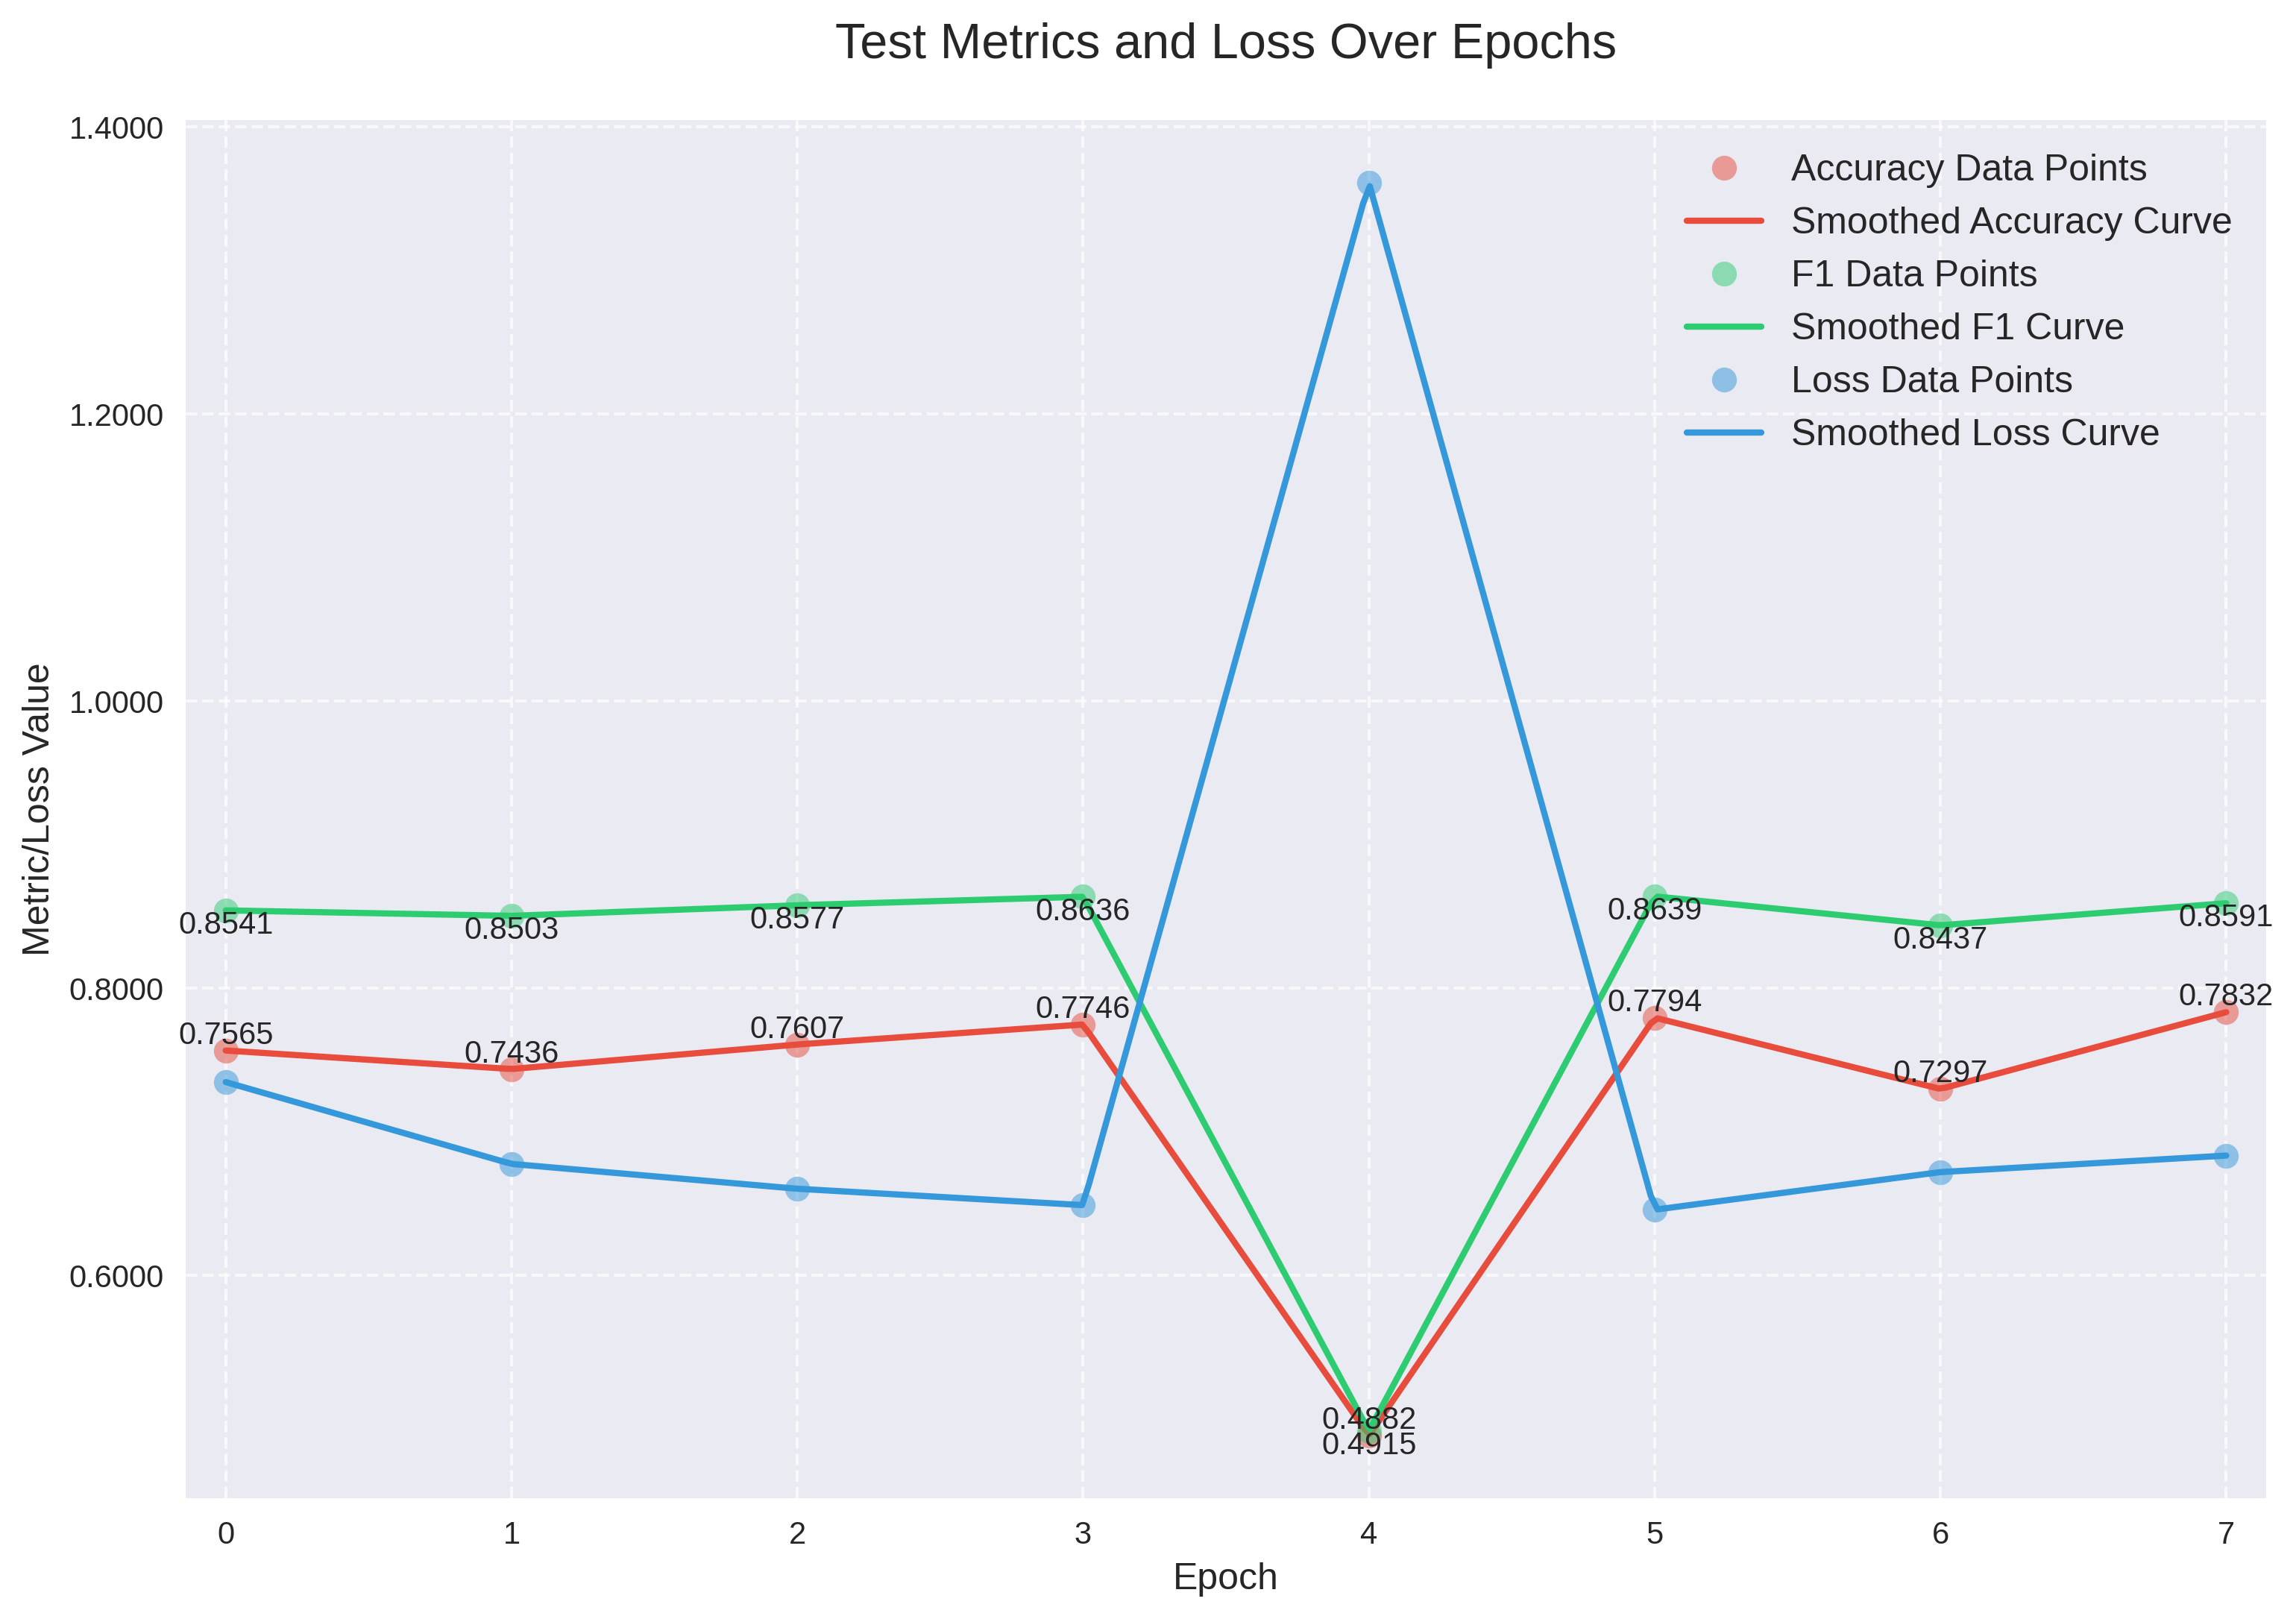 Test Metrics and Loss Over Epochs
1.4000
Accuracy Data Points
Smoothed Accuracy Curve
F1 Data Points
Smoothed F1 Curve
Loss Data Points
Smoothed Loss Curve
1.2000
1.0000
0.8000
0.6000
Metric/Loss Value
0.8541
0.8503
0.8577
0.8636
0.8639
0.8437
0.8591
0.7565
0.7436
0.7607
0.7746
0.7794
0.7297
0.7832
0.4882
0.4915
0 1 2 3 4 5 6 7
Epoch